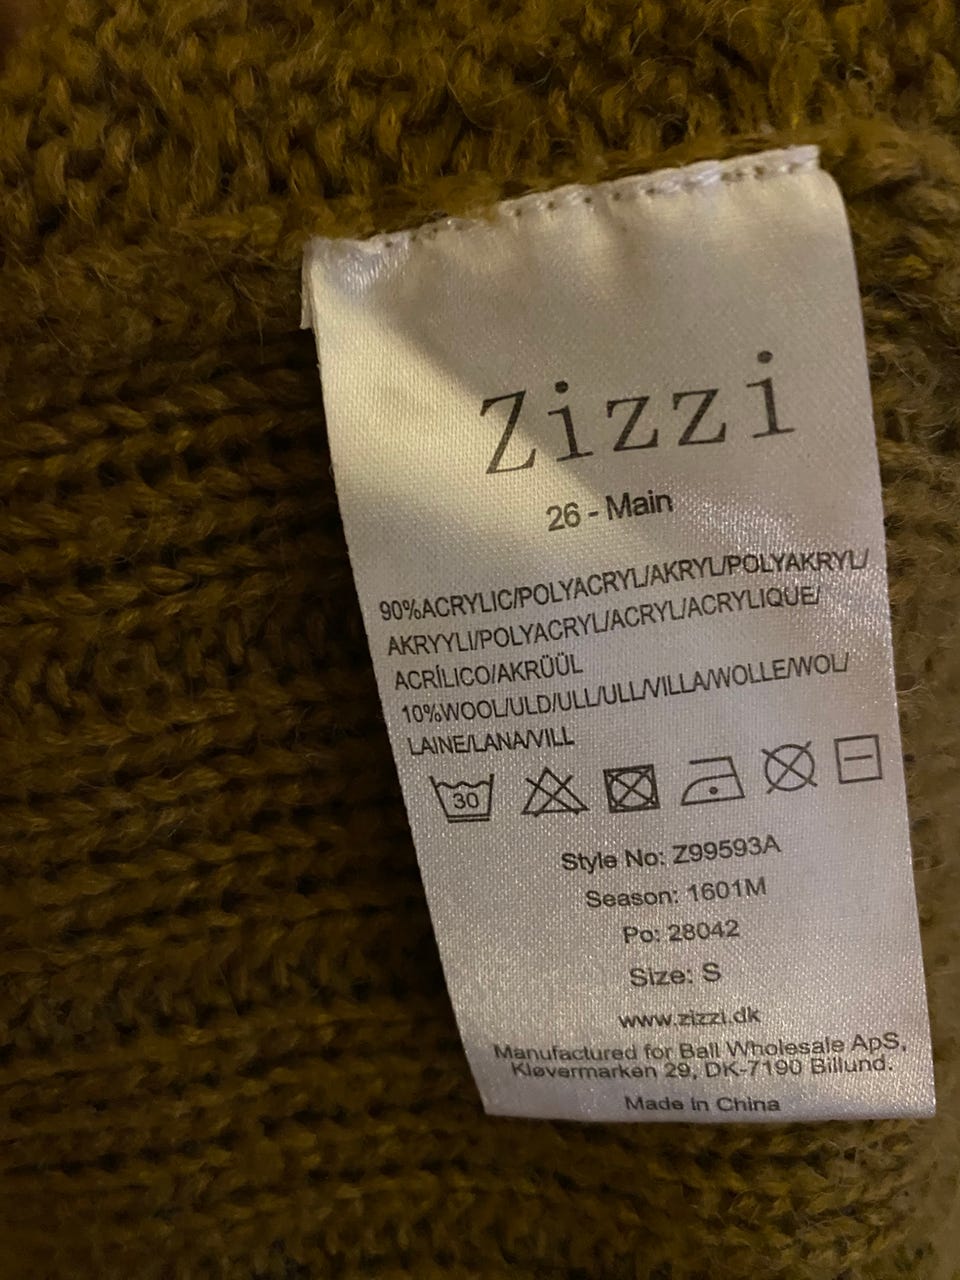 Zizzi
26 - Main
90%ACRYLIC/POLYACRYL/AKRYL/POLYAKRYL/
AKRYYLI/POLYACRYL/ACRYL/ACRYLIQUE/
ACRÍLICO/AKRÜÜL
10%WOOL/ULD/ULL/ULL/VILLA/WOLLE/WOL/
LAINE/LANA/VILL
30
Style No: Z99593A
Season: 1601M
Po: 28042
Size: S
www.zizzi.dk
Manufactured for Ball Wholesale ApS,
Kløvermarken 29, DK-7190 Billund.
Made in China